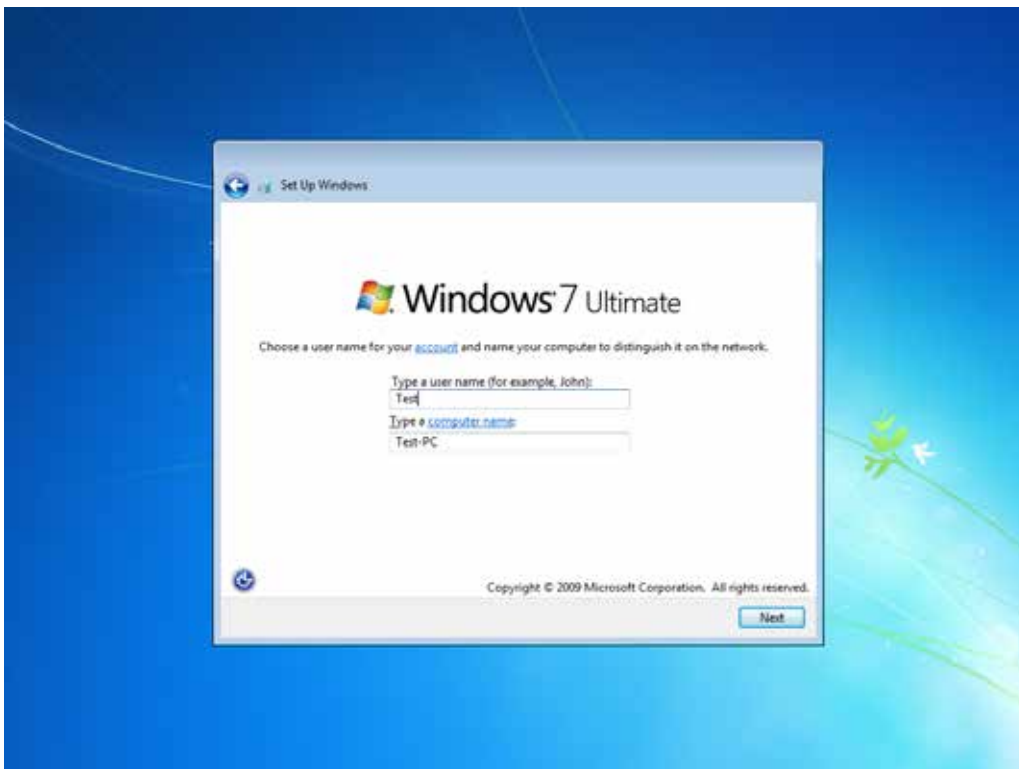 Set Up Windows
Windows 7 Ultimate
Choose a user name for your account and name your computer to distinguish it on the network.
Type a user name (for example, John):
Test
Type a computer name:
Test-PC
Copyright © 2009 Microsoft Corporation. All rights reserved.
Next